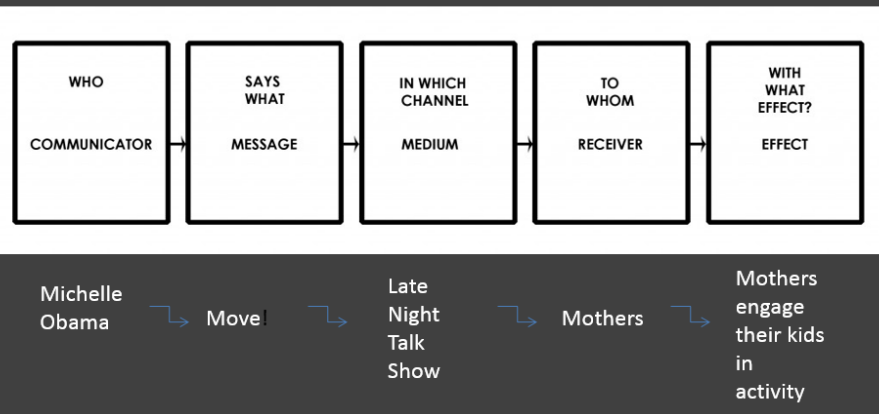 WHO
COMMUNICATOR
SAYS
WHAT
MESSAGE
IN WHICH
CHANNEL
MEDIUM
TO
WHOM
RECEIVER
WITH
WHAT
EFFECT?
EFFECT
Michelle
Obama
Move!
Late
Night
Talk
Show
Mothers
Mothers
engage
their kids
in
activity